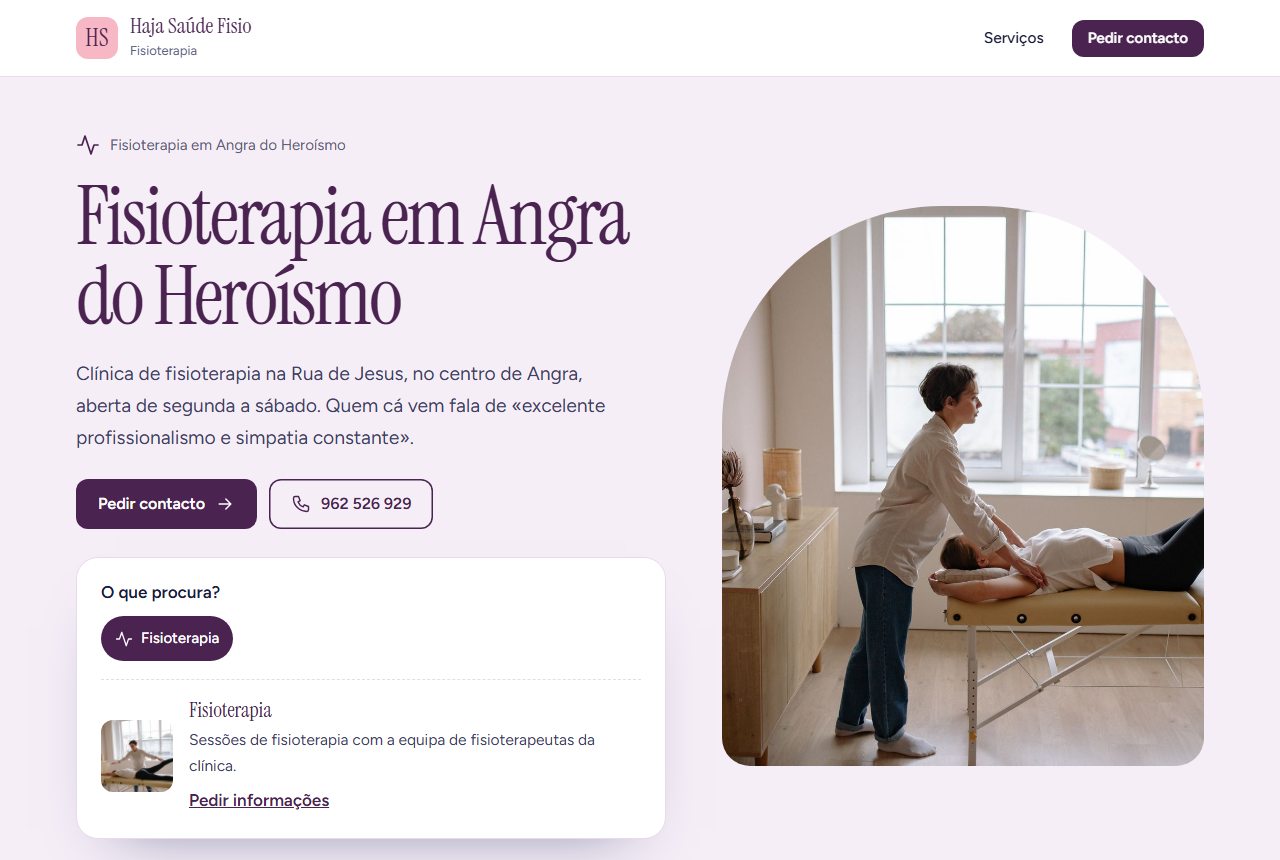 HS
Haja Saúde Fisio
Fisioterapia
Serviços
Pedir contacto
Fisioterapia em Angra do Heroísmo
Fisioterapia em Angra
do Heroísmo
Clínica de fisioterapia na Rua de Jesus, no centro de Angra,
aberta de segunda a sábado. Quem cá vem fala de «excelente
profissionalismo e simpatia constante».
Pedir contacto
962 526 929
O que procura?
Fisioterapia
Fisioterapia
Sessões de fisioterapia com a equipa de fisioterapeutas da
clínica.
Pedir informações